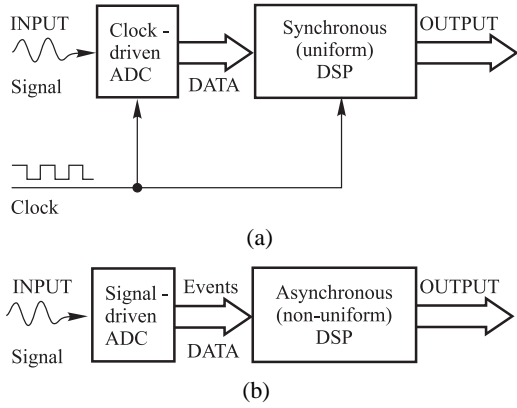 INPUT
Signal
Clock -
driven
ADC
DATA
Synchronous
(uniform)
DSP
OUTPUT
Clock
(a)
INPUT
Signal
Signal -
driven
ADC
Events
DATA
Asynchronous
(non-uniform)
DSP
OUTPUT
(b)